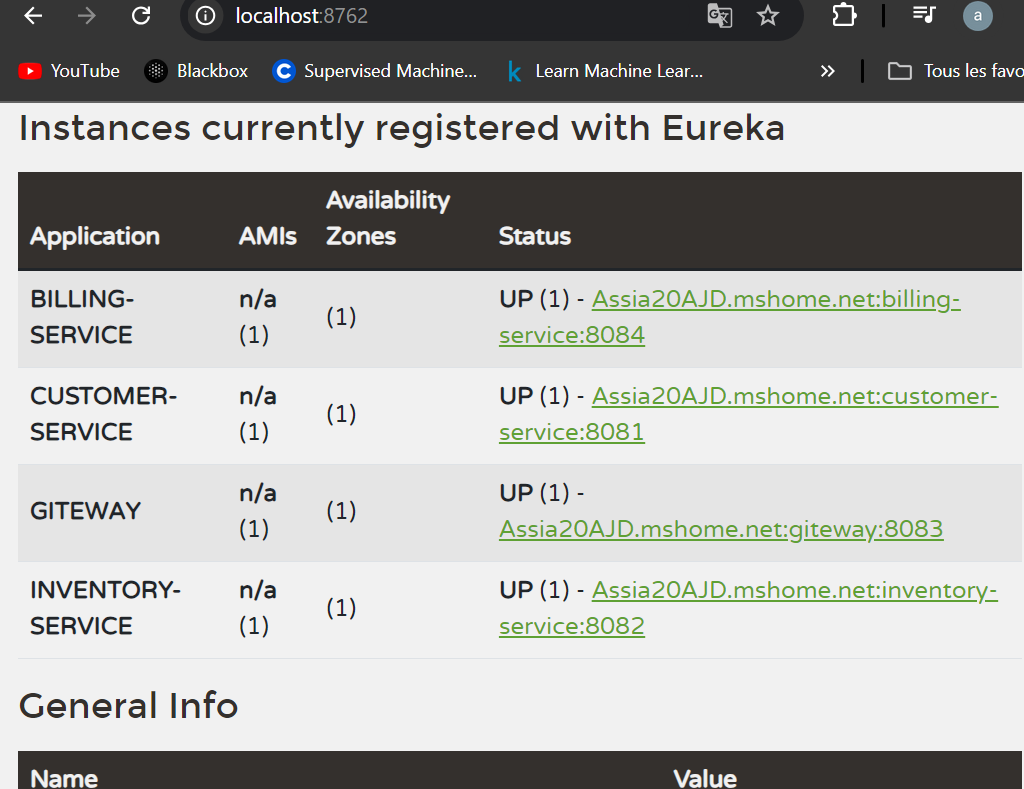 localhost:8762
a
YouTube Blackbox Supervised Machine... Learn Machine Lear... » Tous les favo
Instances currently registered with Eureka
Application AMIs Availability Zones Status
BILLING-SERVICE n/a (1) (1) UP (1) - Assia20AJD.mshome.net:billing-service:8084
CUSTOMER-SERVICE n/a (1) (1) UP (1) - Assia20AJD.mshome.net:customer-service:8081
GITEWAY n/a (1) (1) UP (1) - Assia20AJD.mshome.net:giteway:8083
INVENTORY-SERVICE n/a (1) (1) UP (1) - Assia20AJD.mshome.net:inventory-service:8082
General Info
Name Value